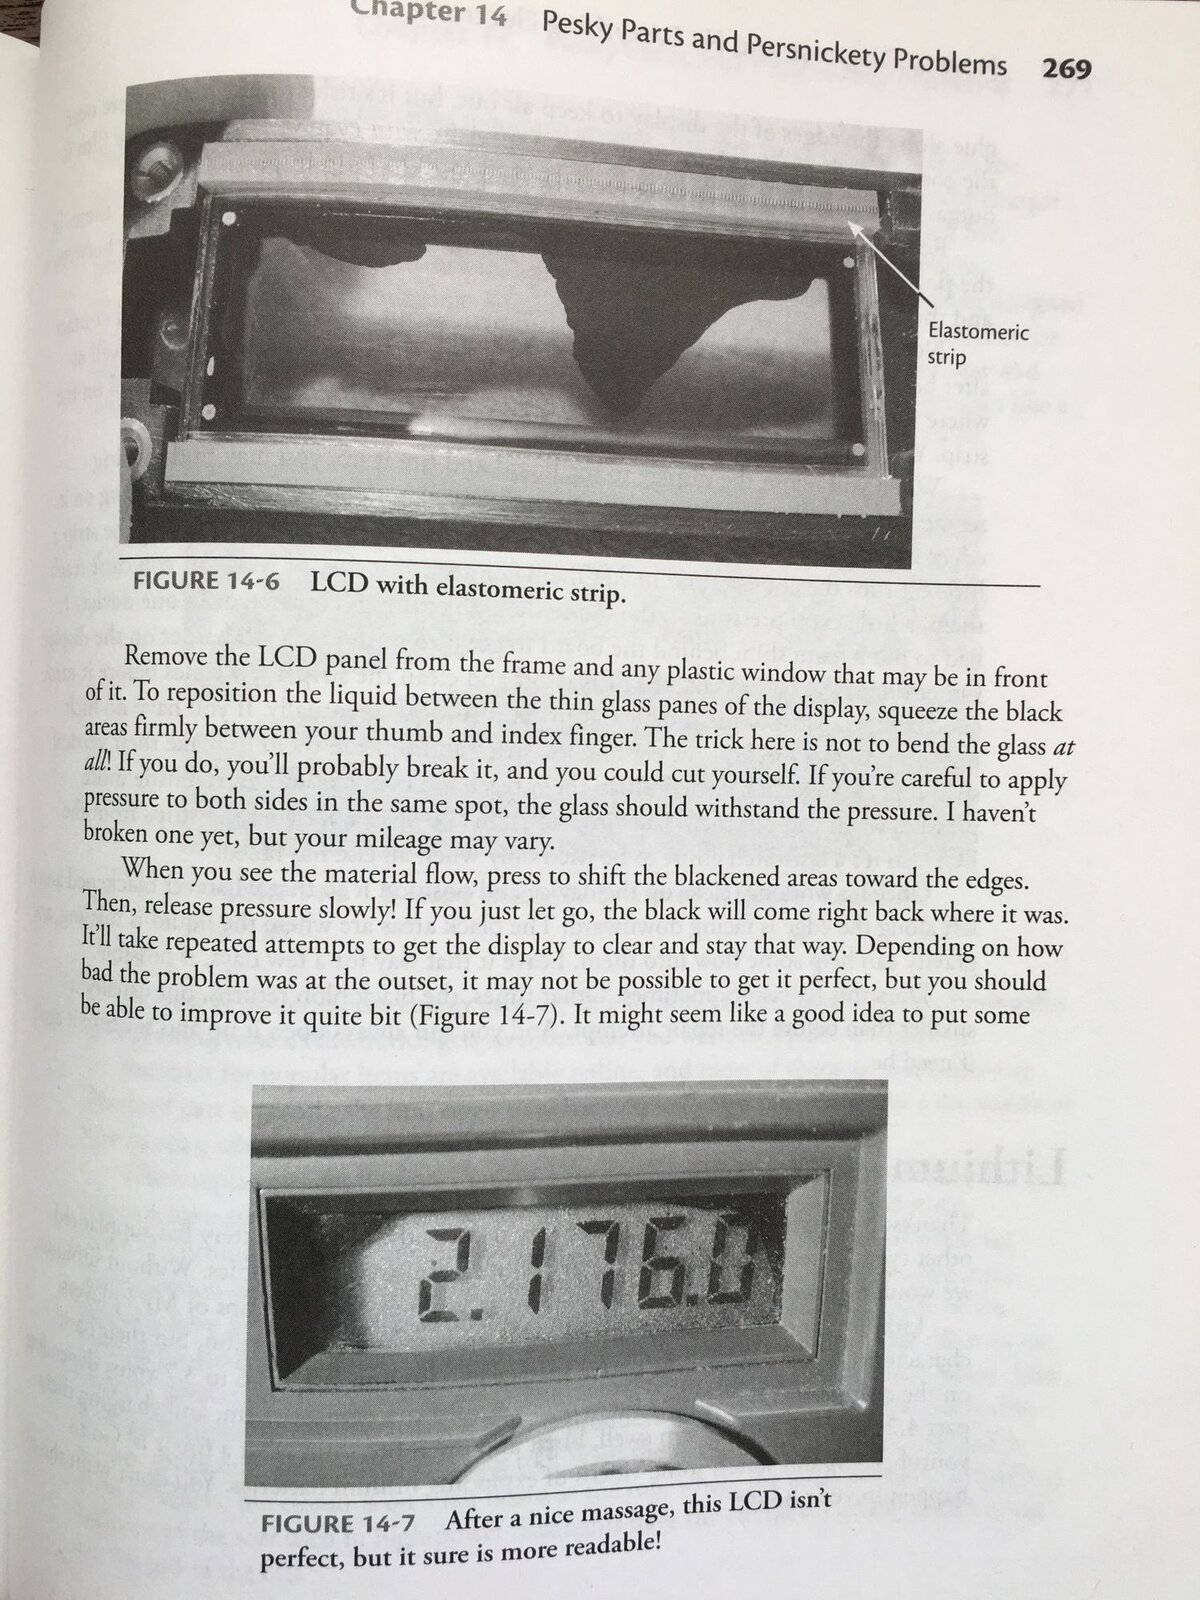 Chapter 14 Pesky Parts and Persnickety Problems 269
Elastomeric
strip
FIGURE 14-6 LCD with elastomeric strip.
Remove the LCD panel from the frame and any plastic window that may be in front
of it. To reposition the liquid between the thin glass panes of the display, squeeze the black
areas firmly between your thumb and index finger. The trick here is not to bend the glass at
all! If you do, you'll probably break it, and you could cut yourself. If you're careful to apply
pressure to both sides in the same spot, the glass should withstand the pressure. I haven't
broken one yet, but your mileage may vary.
When you see the material flow, press to shift the blackened areas toward the edges.
Then, release pressure slowly! If you just let go, the black will come right back where it was.
It'll take repeated attempts to get the display to clear and stay that way. Depending on how
bad the problem was at the outset, it may not be possible to get it perfect, but you should
be able to improve it quite bit (Figure 14-7). It might seem like a good idea to put some
2.176.0
FIGURE 14-7 After a nice massage, this LCD isn't
perfect, but it sure is more readable!